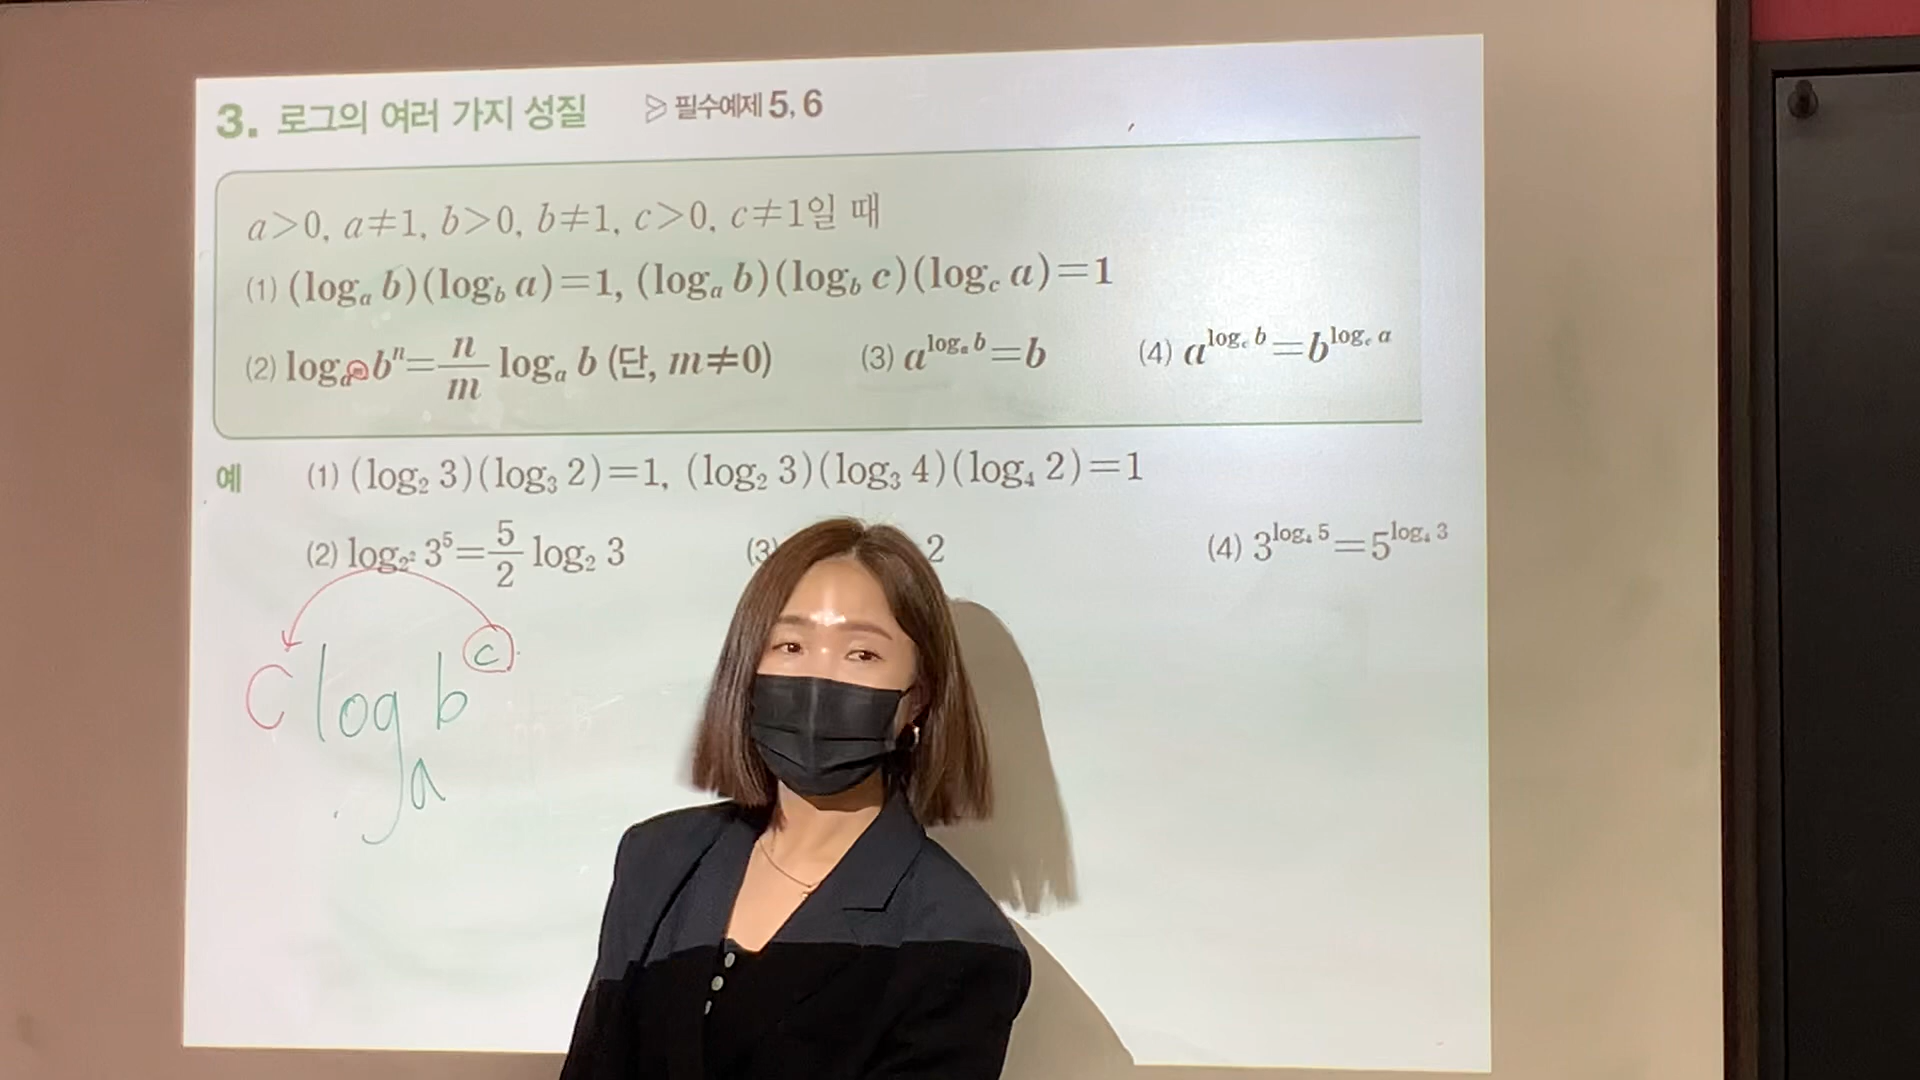 3. 로그의 여러 가지 성질 ▷ 필수예제 5, 6
a>0, a≠1, b>0, b≠1, c>0, c≠1일 때
(1) (logₐ b)(log_b a)=1, (logₐ b)(log_b c)(log_c a)=1
(2) log_{a^m} bⁿ = n/m logₐ b (단, m≠0) (3) a^{logₐ b}=b (4) a^{log_c b}=b^{log_c a}
예 (1) (log₂ 3)(log₃ 2)=1, (log₂ 3)(log₃ 4)(log₄ 2)=1
(2) log_{2²} 3⁵ = 5/2 log₂ 3 (3) 2 (4) 3^{log₄ 5}=5^{log₄ 3}
c log_a b^c